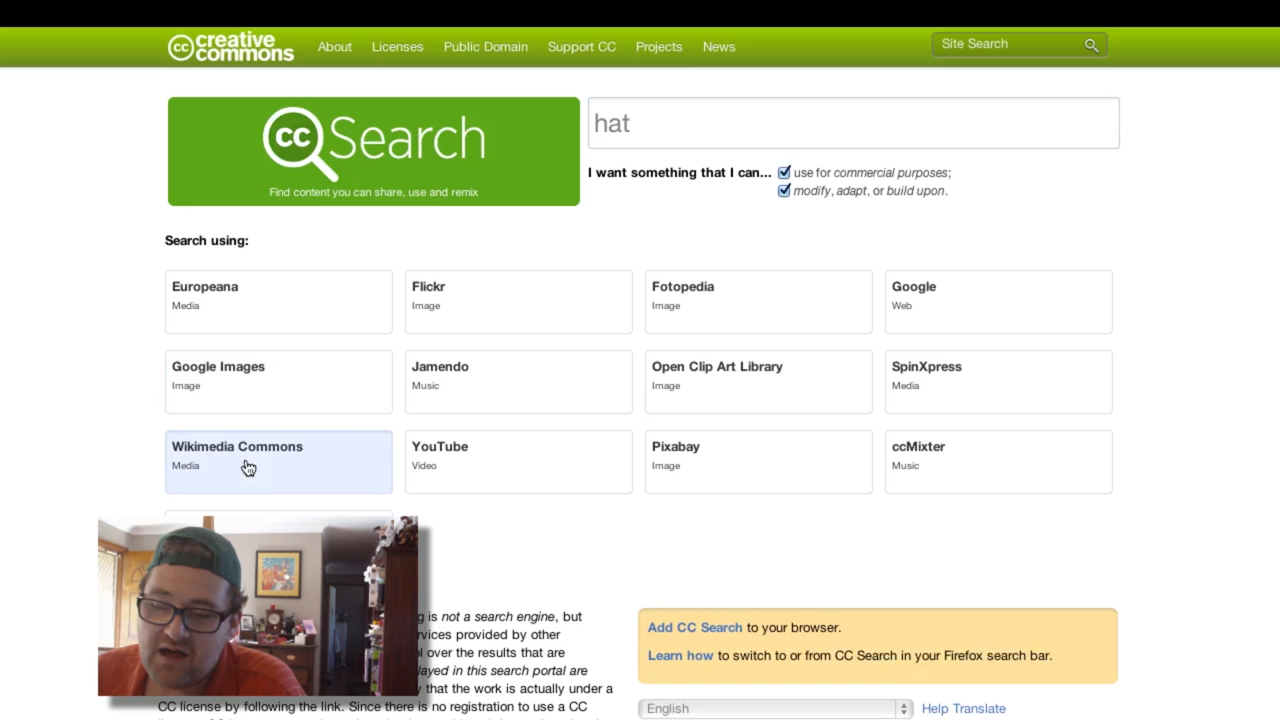 creative commons
About Licenses Public Domain Support CC Projects News
Site Search
cc Search
Find content you can share, use and remix
hat
I want something that I can... use for commercial purposes;
modify, adapt, or build upon.
Search using:
Europeana
Media
Flickr
Image
Fotopedia
Image
Google
Web
Google Images
Image
Jamendo
Music
Open Clip Art Library
Image
SpinXpress
Media
Wikimedia Commons
Media
YouTube
Video
Pixabay
Image
ccMixter
Music
is not a search engine, but
other
over the results that are
in this search portal are
that the work is actually under a
CC license by following the link. Since there is no registration to use a CC
Add CC Search to your browser.
Learn how to switch to or from CC Search in your Firefox search bar.
English
Help Translate